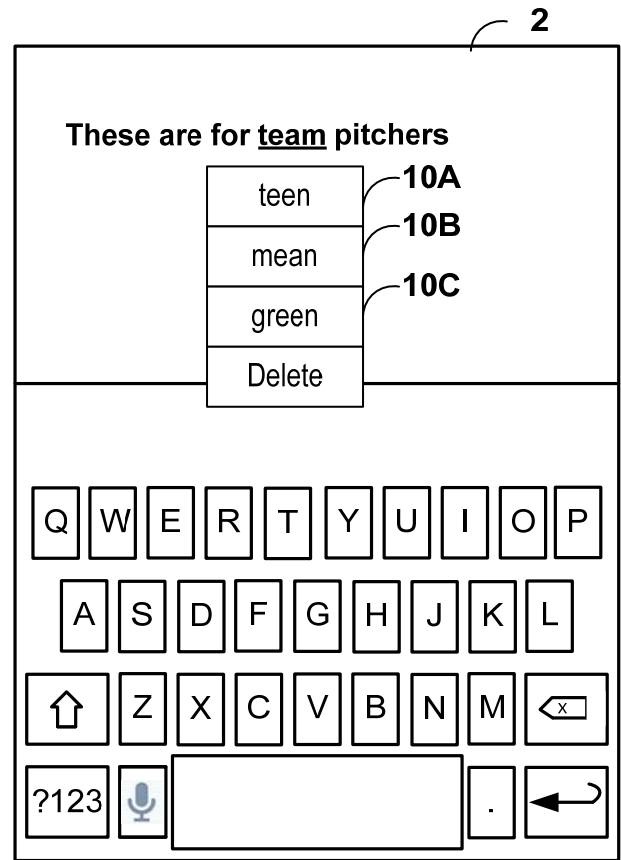 2
These are for team pitchers
teen
10A
mean
10B
green
10C
Delete
Q W E R T Y U I O P
A S D F G H J K L
Z X C V B N M x
?123 .